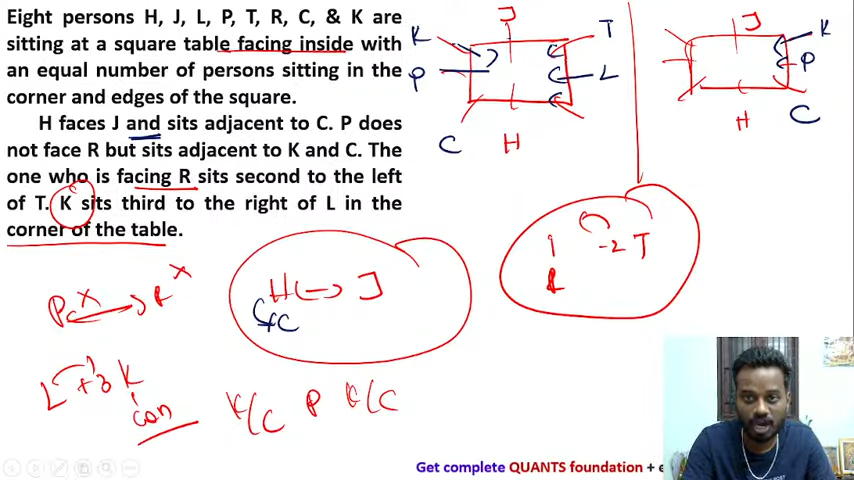 Eight persons H, J, L, P, T, R, C, & K are
sitting at a square table facing inside with
an equal number of persons sitting in the
corner and edges of the square.
H faces J and sits adjacent to C. P does
not face R but sits adjacent to K and C. The
one who is facing R sits second to the left
of T. K sits third to the right of L in the
corner of the table.
J
K
T
P
L
C
H
J
K
P
H
C
-2 T
R
H J
C
P R
L +3 K
K/C P K/C
Get complete QUANTS foundation + e